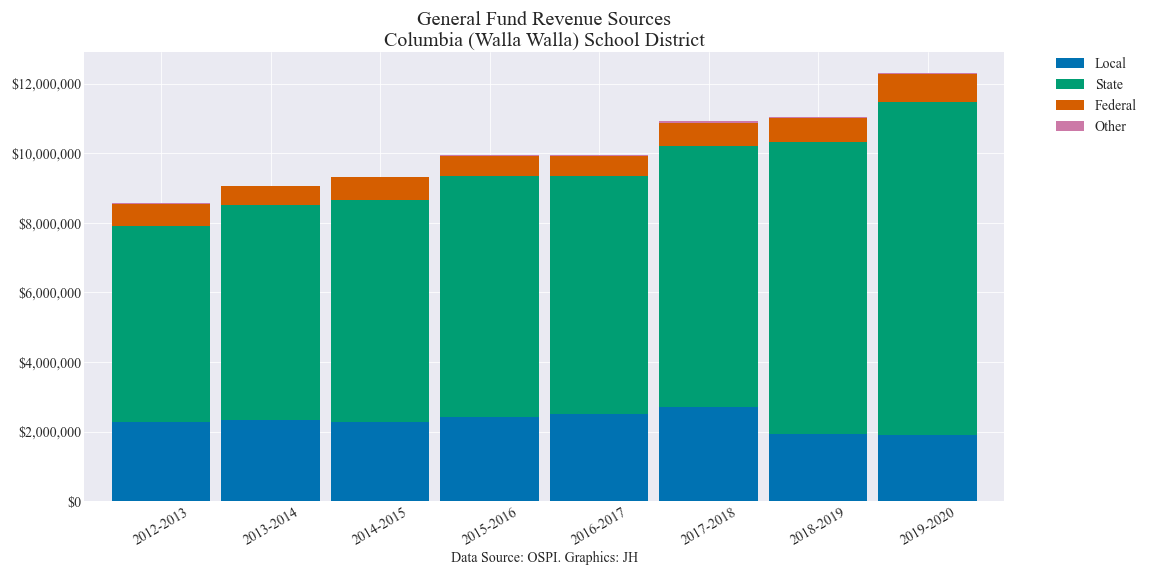 General Fund Revenue Sources
Columbia (Walla Walla) School District
Local
State
Federal
Other
$12,000,000
$10,000,000
$8,000,000
$6,000,000
$4,000,000
$2,000,000
$0
2012-2013
2013-2014
2014-2015
2015-2016
2016-2017
2017-2018
2018-2019
2019-2020
Data Source: OSPI. Graphics: JH